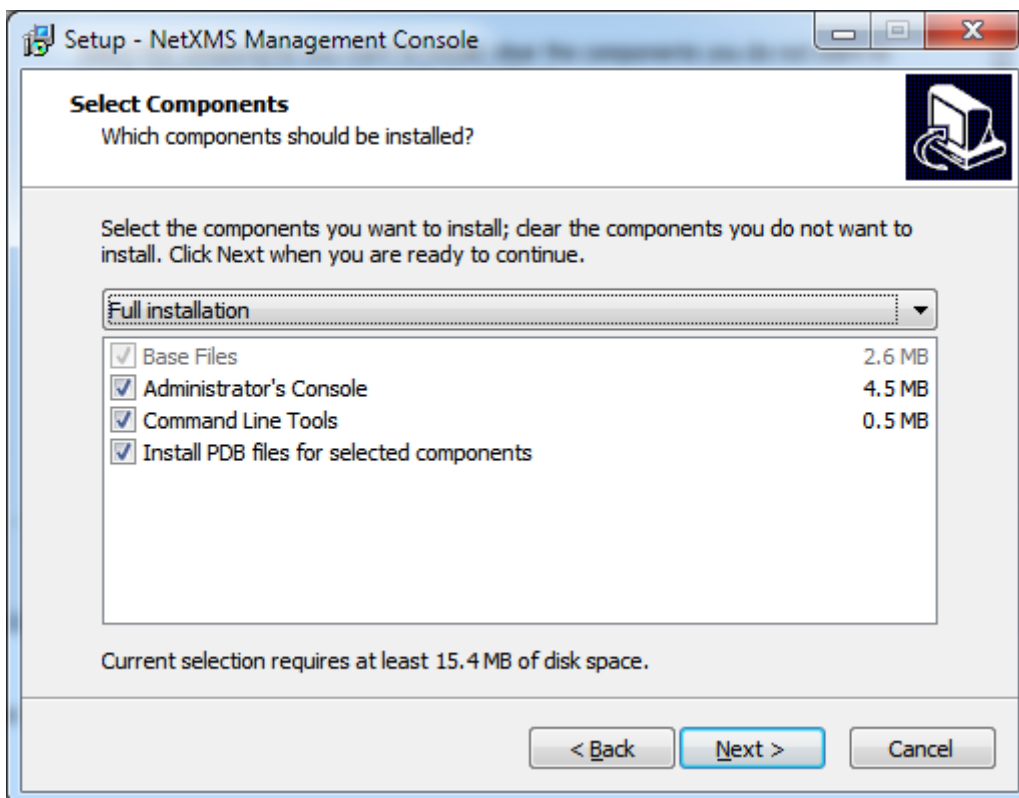 Setup - NetXMS Management Console
Select Components
Which components should be installed?
Select the components you want to install; clear the components you do not want to
install. Click Next when you are ready to continue.
Full installation
Base Files 2.6 MB
Administrator's Console 4.5 MB
Command Line Tools 0.5 MB
Install PDB files for selected components
Current selection requires at least 15.4 MB of disk space.
< Back Next > Cancel